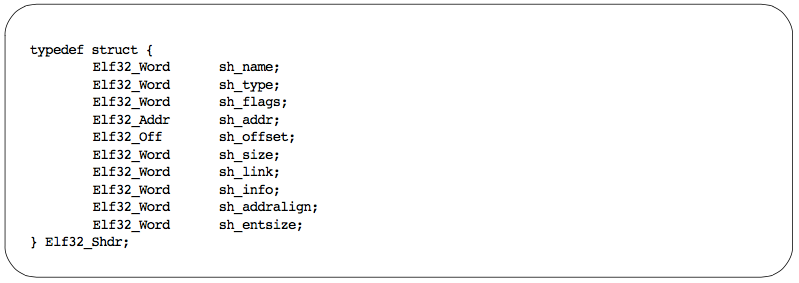 typedef struct {
        Elf32_Word      sh_name;
        Elf32_Word      sh_type;
        Elf32_Word      sh_flags;
        Elf32_Addr      sh_addr;
        Elf32_Off       sh_offset;
        Elf32_Word      sh_size;
        Elf32_Word      sh_link;
        Elf32_Word      sh_info;
        Elf32_Word      sh_addralign;
        Elf32_Word      sh_entsize;
} Elf32_Shdr;